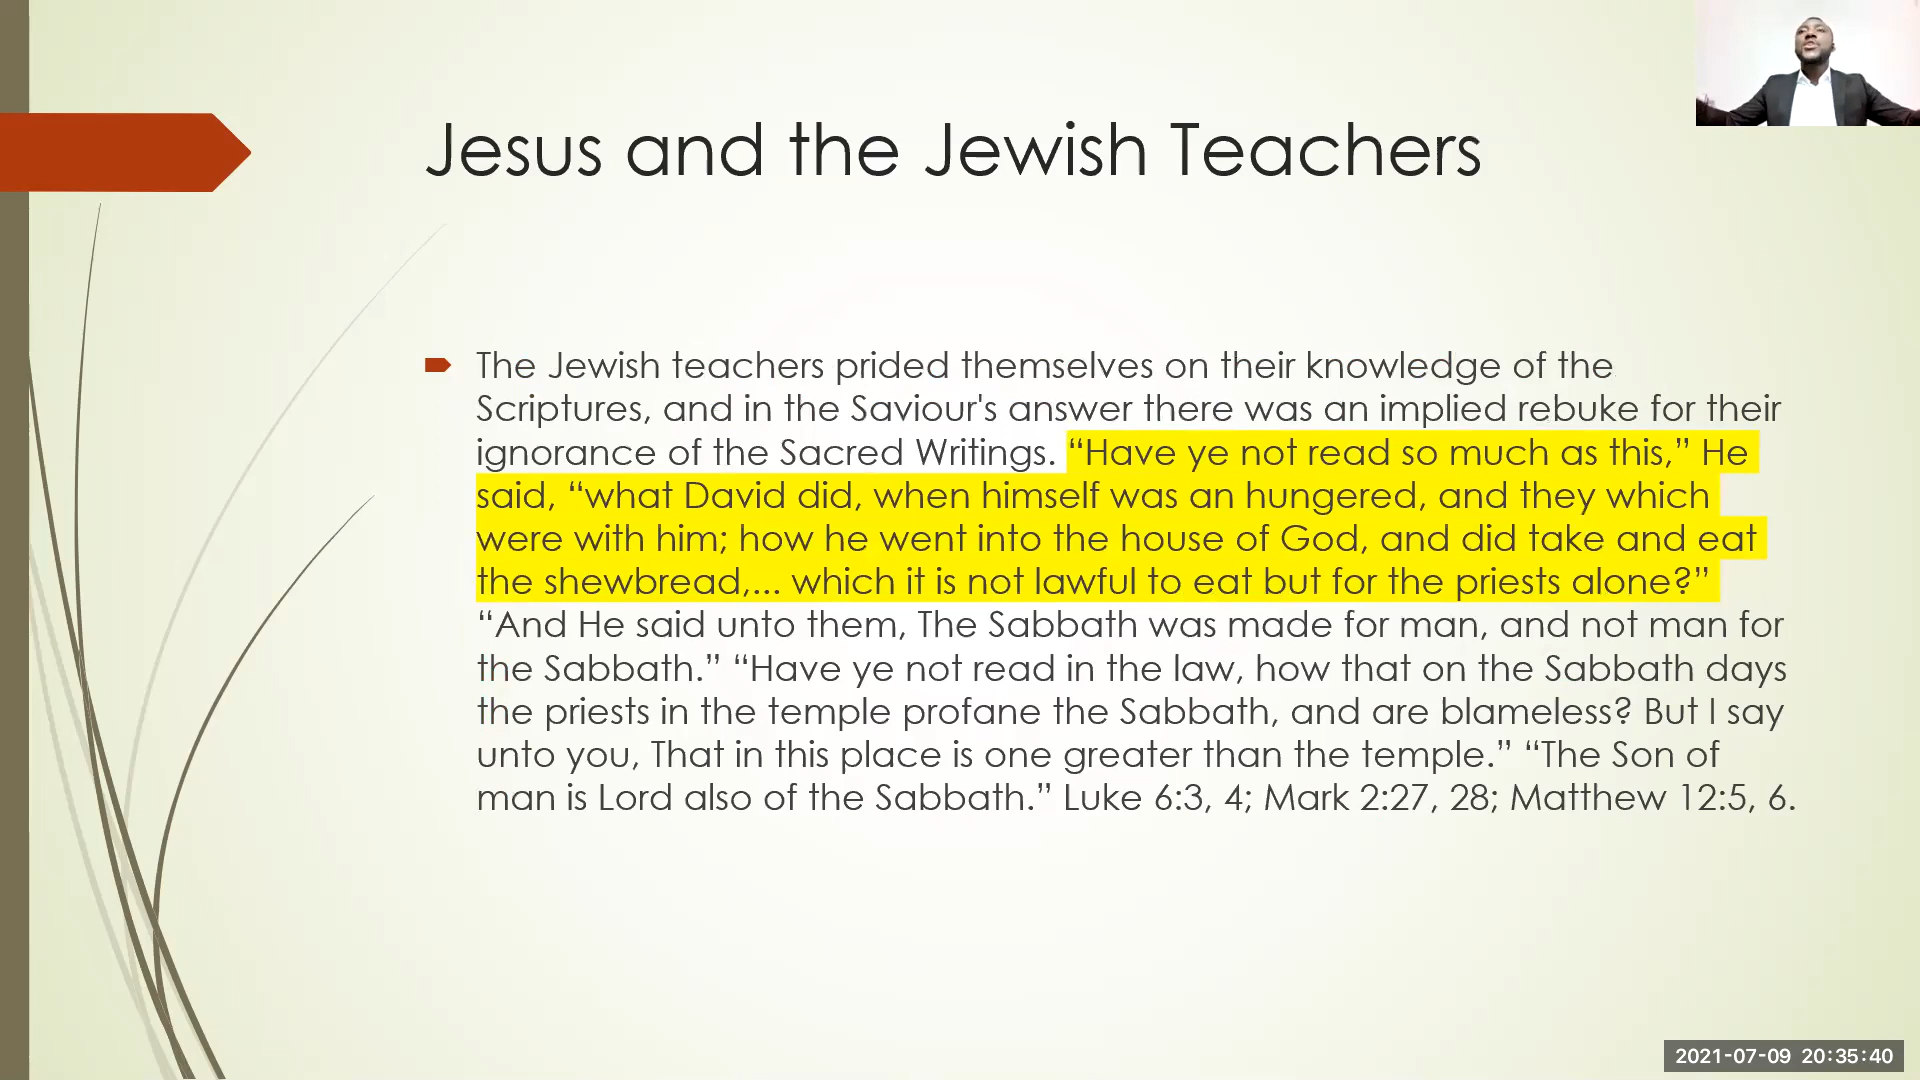 Jesus and the Jewish Teachers
The Jewish teachers prided themselves on their knowledge of the
Scriptures, and in the Saviour's answer there was an implied rebuke for their
ignorance of the Sacred Writings. “Have ye not read so much as this,” He
said, “what David did, when himself was an hungered, and they which
were with him; how he went into the house of God, and did take and eat
the shewbread,... which it is not lawful to eat but for the priests alone?”
“And He said unto them, The Sabbath was made for man, and not man for
the Sabbath.” “Have ye not read in the law, how that on the Sabbath days
the priests in the temple profane the Sabbath, and are blameless? But I say
unto you, That in this place is one greater than the temple.” “The Son of
man is Lord also of the Sabbath.” Luke 6:3, 4; Mark 2:27, 28; Matthew 12:5, 6.
2021-07-09 20:35:40